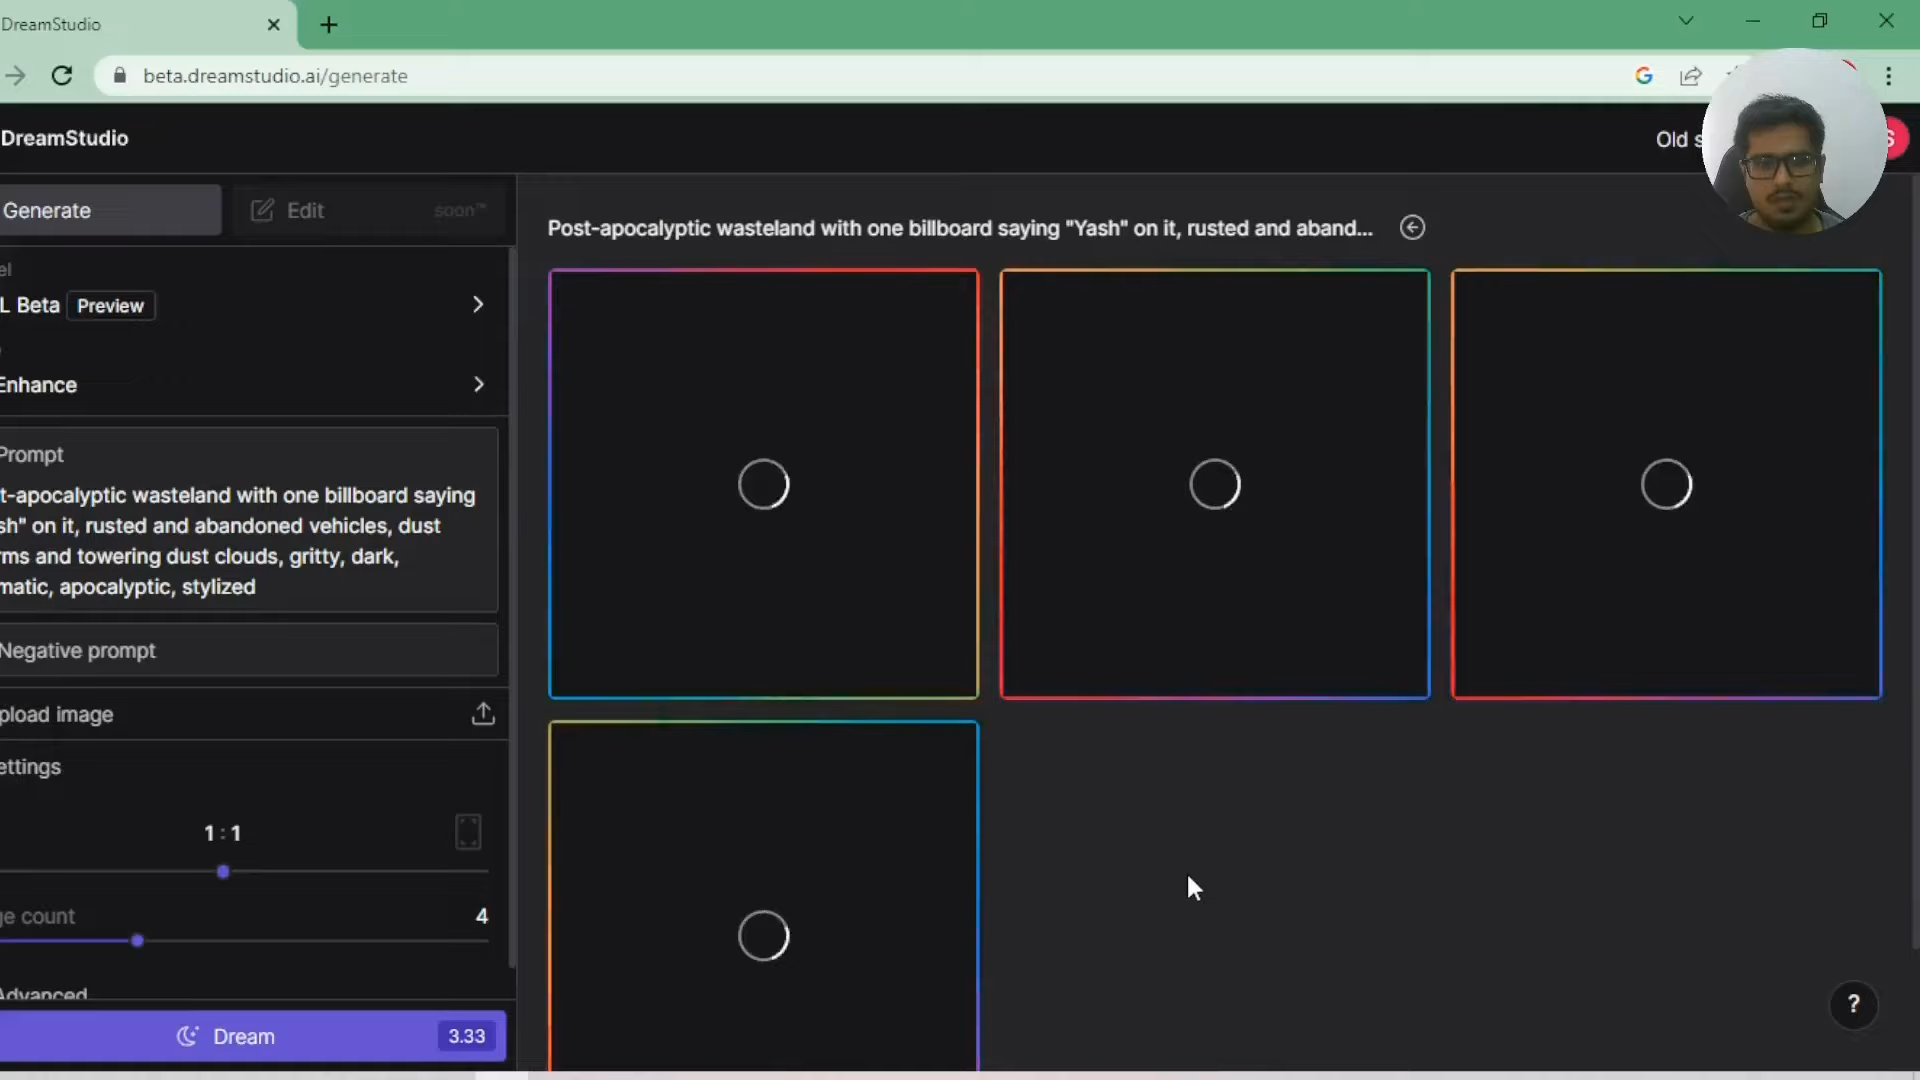 DreamStudio
beta.dreamstudio.ai/generate
DreamStudio
Old s
S
Generate
Edit
soon™
Post-apocalyptic wasteland with one billboard saying "Yash" on it, rusted and aband...
el
L Beta
Preview
Enhance
Prompt
t-apocalyptic wasteland with one billboard saying
sh" on it, rusted and abandoned vehicles, dust
rms and towering dust clouds, gritty, dark,
matic, apocalyptic, stylized
Negative prompt
pload image
ettings
1 : 1
ge count
4
Advanced
Dream
3.33
?